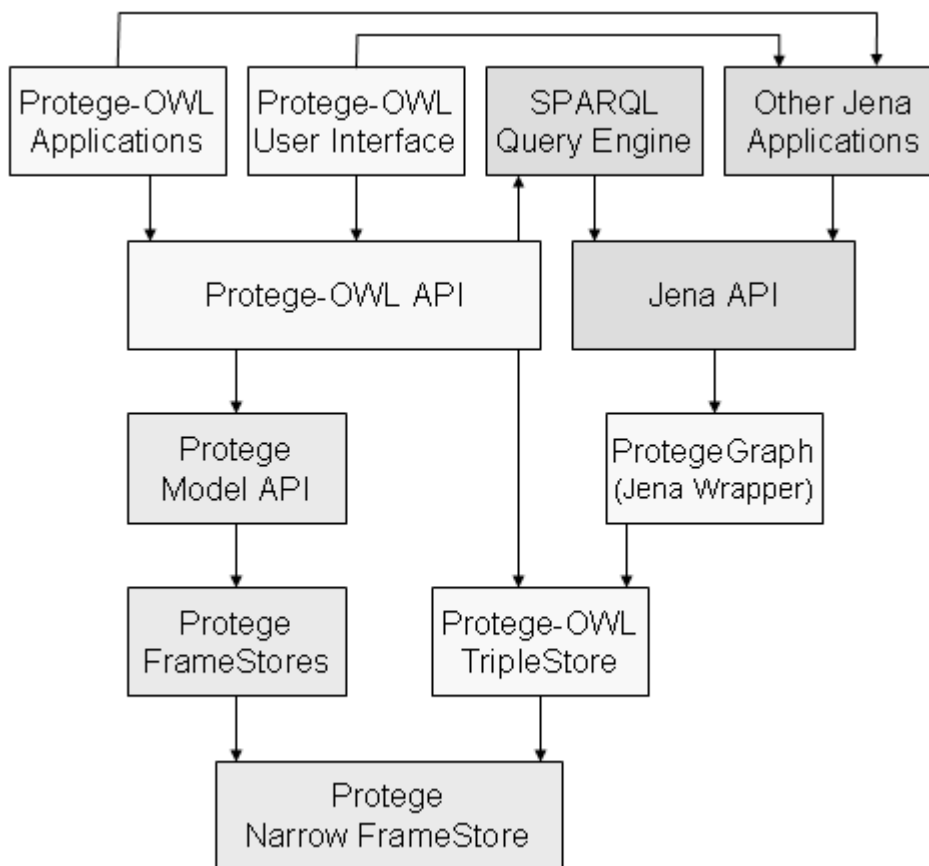 Protege-OWL
Applications
Protege-OWL
User Interface
SPARQL
Query Engine
Other Jena
Applications
Protege-OWL API
Jena API
Protege
Model API
ProtegeGraph
(Jena Wrapper)
Protege
FrameStores
Protege-OWL
TripleStore
Protege
Narrow FrameStore